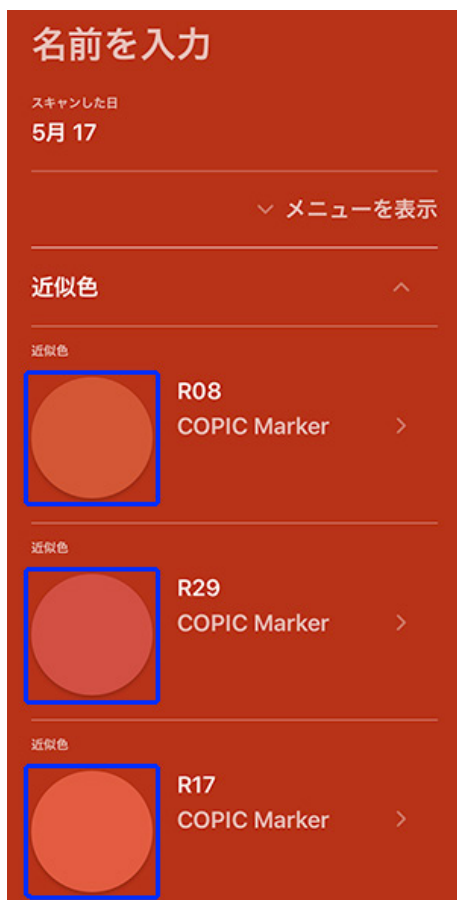 名前を入力
スキャンした日
5月 17
メニューを表示
近似色
近似色
R08
COPIC Marker
近似色
R29
COPIC Marker
近似色
R17
COPIC Marker